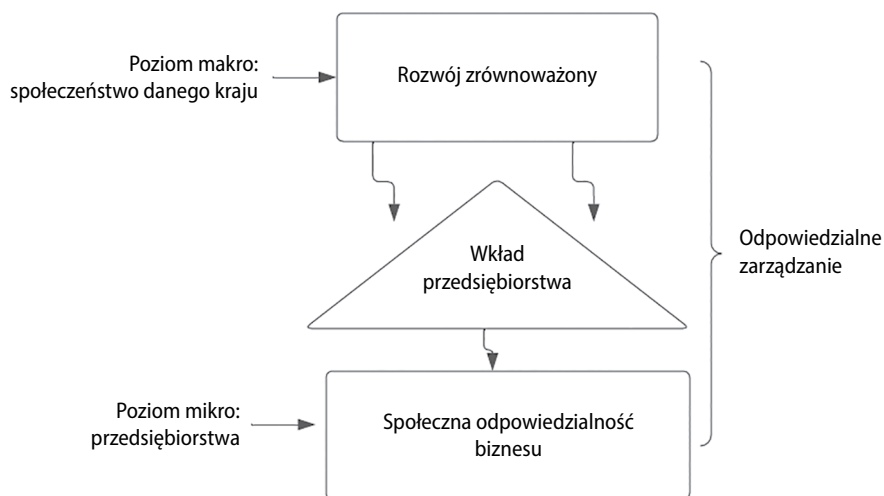 Poziom makro:
społeczeństwo danego kraju
Rozwój zrównoważony
Wkład
przedsiębiorstwa
Odpowiedzialne
zarządzanie
Poziom mikro:
przedsiębiorstwa
Społeczna odpowiedzialność
biznesu